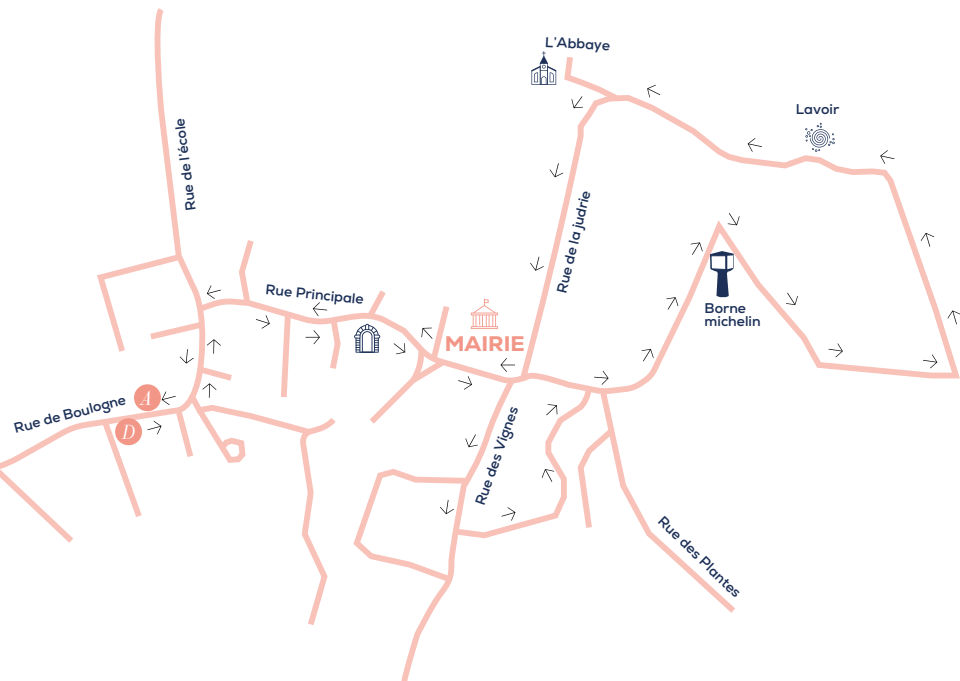 L'Abbaye
Lavoir
Rue de l'école
Rue de la judrie
Rue Principale
Borne
michelin
MAIRIE
A
Rue de Boulogne
D
Rue des Vignes
Rue des Plantes